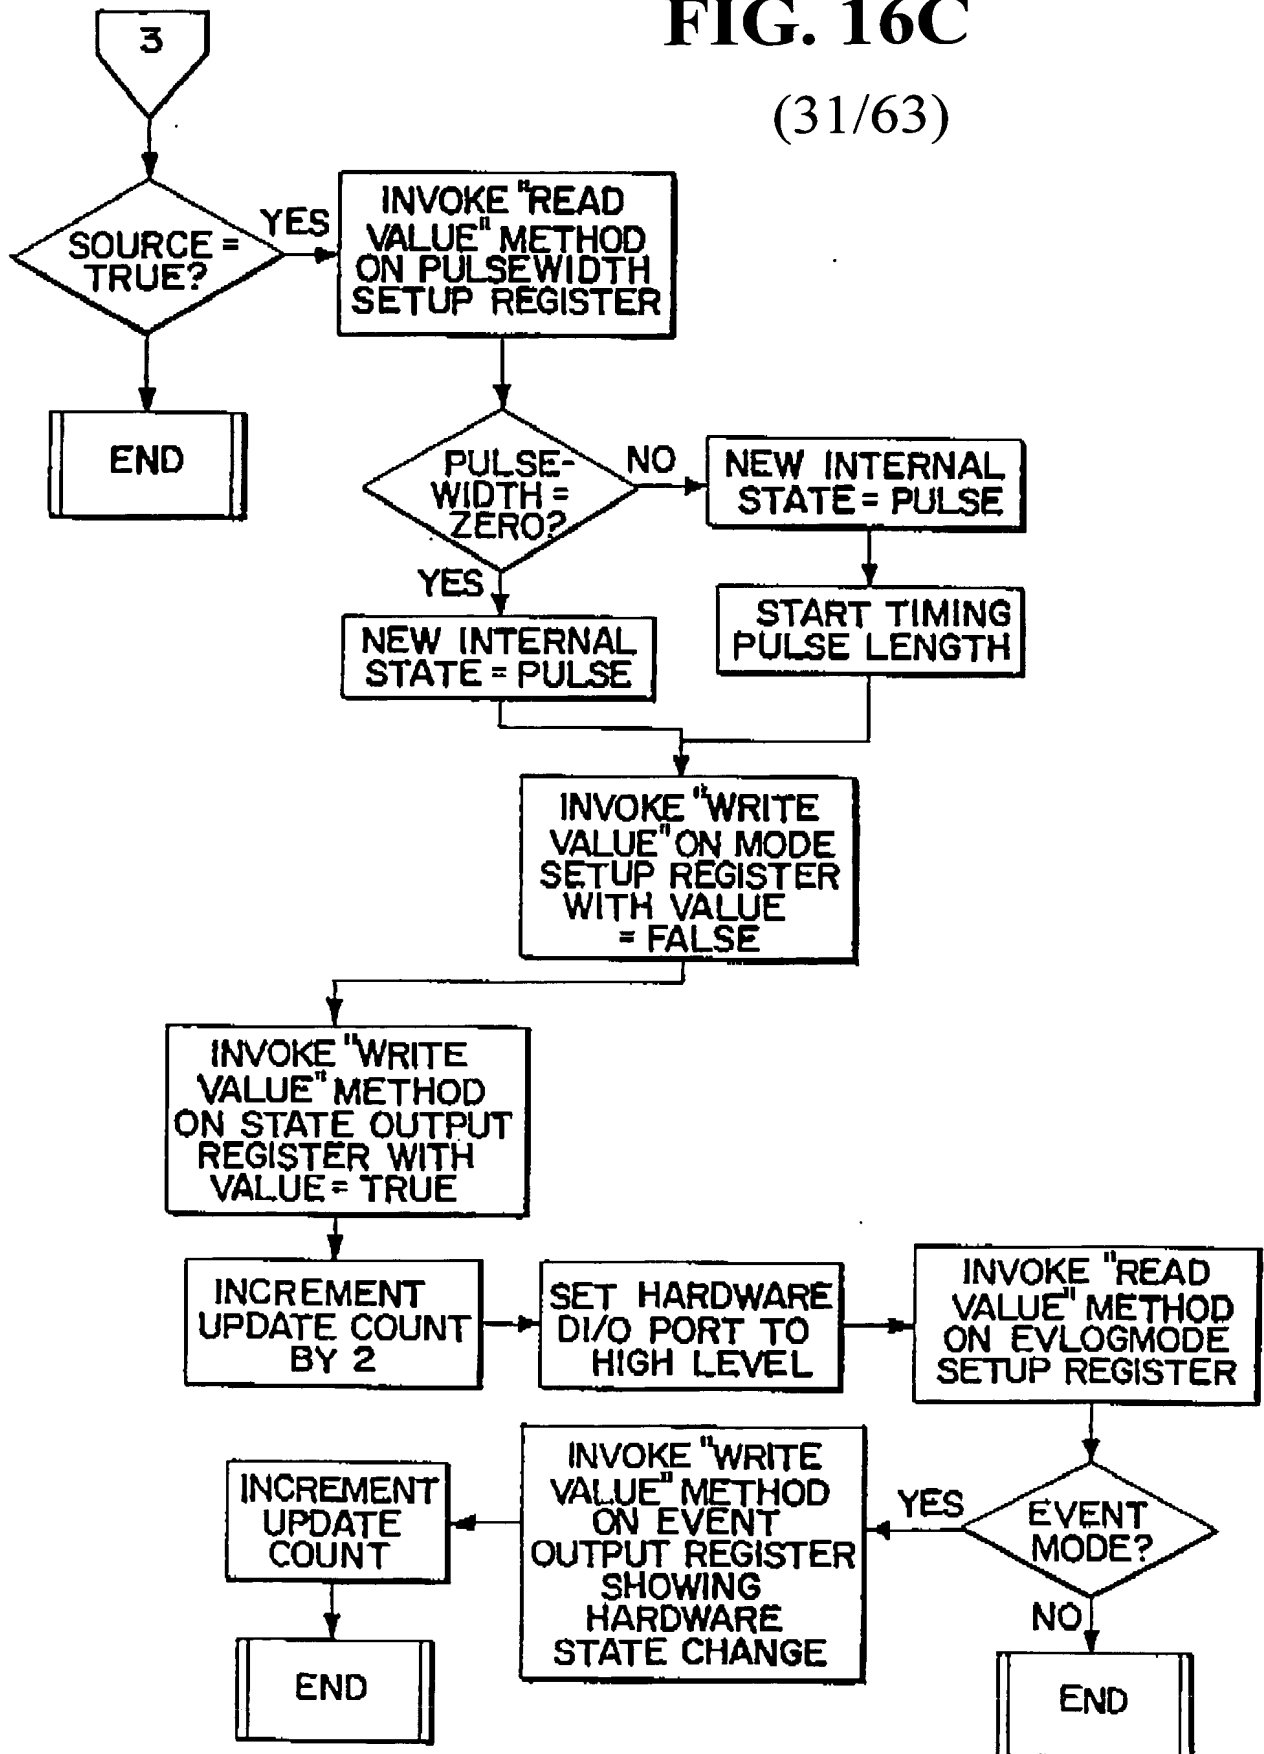 FIG. 16C
(31/63)
3
SOURCE =
TRUE?
YES
INVOKE "READ
VALUE" METHOD
ON PULSEWIDTH
SETUP REGISTER
END
PULSE-
WIDTH =
ZERO?
NO
NEW INTERNAL
STATE = PULSE
YES
START TIMING
PULSE LENGTH
NEW INTERNAL
STATE = PULSE
INVOKE "WRITE
VALUE" ON MODE
SETUP REGISTER
WITH VALUE
= FALSE
INVOKE "WRITE
VALUE" METHOD
ON STATE OUTPUT
REGISTER WITH
VALUE = TRUE
INCREMENT
UPDATE COUNT
BY 2
SET HARDWARE
DI/O PORT TO
HIGH LEVEL
INVOKE "READ
VALUE" METHOD
ON EVLOGMODE
SETUP REGISTER
EVENT
MODE?
YES
INVOKE "WRITE
VALUE" METHOD
ON EVENT
OUTPUT REGISTER
SHOWING
HARDWARE
STATE CHANGE
INCREMENT
UPDATE
COUNT
END
NO
END